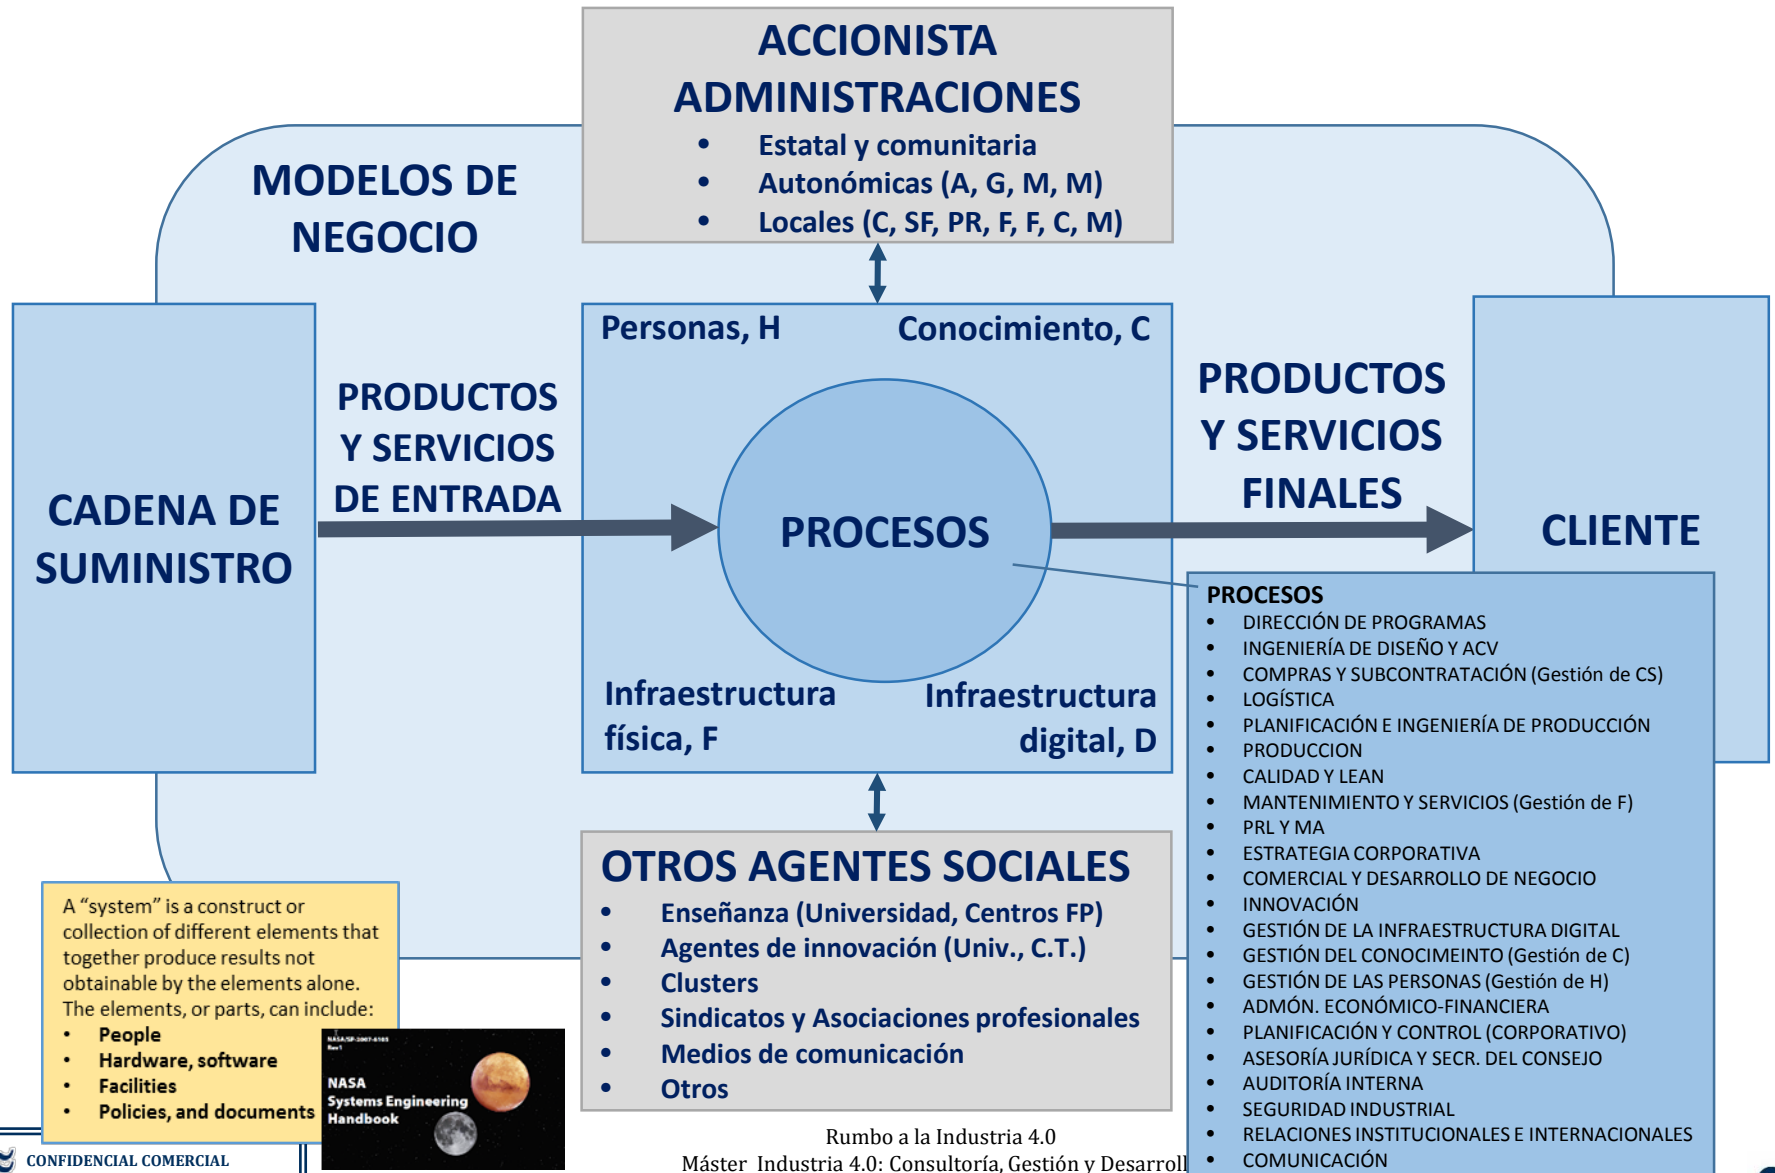 ACCIONISTA
ADMINISTRACIONES
• Estatal y comunitaria
• Autonómicas (A, G, M, M)
• Locales (C, SF, PR, F, F, C, M)
MODELOS DE
NEGOCIO
CADENA DE
SUMINISTRO
PRODUCTOS
Y SERVICIOS
DE ENTRADA
Personas, H
Conocimiento, C
PROCESOS
Infraestructura
física, F
Infraestructura
digital, D
PRODUCTOS
Y SERVICIOS
FINALES
CLIENTE
PROCESOS
• DIRECCIÓN DE PROGRAMAS
• INGENIERÍA DE DISEÑO Y ACV
• COMPRAS Y SUBCONTRATACIÓN (Gestión de CS)
• LOGÍSTICA
• PLANIFICACIÓN E INGENIERÍA DE PRODUCCIÓN
• PRODUCCION
• CALIDAD Y LEAN
• MANTENIMIENTO Y SERVICIOS (Gestión de F)
• PRL Y MA
• ESTRATEGIA CORPORATIVA
• COMERCIAL Y DESARROLLO DE NEGOCIO
• INNOVACIÓN
• GESTIÓN DE LA INFRAESTRUCTURA DIGITAL
• GESTIÓN DEL CONOCIMEINTO (Gestión de C)
• GESTIÓN DE LAS PERSONAS (Gestión de H)
• ADMÓN. ECONÓMICO-FINANCIERA
• PLANIFICACIÓN Y CONTROL (CORPORATIVO)
• ASESORÍA JURÍDICA Y SECR. DEL CONSEJO
• AUDITORÍA INTERNA
• SEGURIDAD INDUSTRIAL
• RELACIONES INSTITUCIONALES E INTERNACIONALES
• COMUNICACIÓN
OTROS AGENTES SOCIALES
• Enseñanza (Universidad, Centros FP)
• Agentes de innovación (Univ., C.T.)
• Clusters
• Sindicatos y Asociaciones profesionales
• Medios de comunicación
• Otros
A “system” is a construct or
collection of different elements that
together produce results not
obtainable by the elements alone.
The elements, or parts, can include:
• People
• Hardware, software
• Facilities
• Policies, and documents
NASA/SP-2007-6105
Rev1
NASA
Systems Engineering
Handbook
CONFIDENCIAL COMERCIAL
Rumbo a la Industria 4.0
Máster Industria 4.0: Consultoría, Gestión y Desarroll